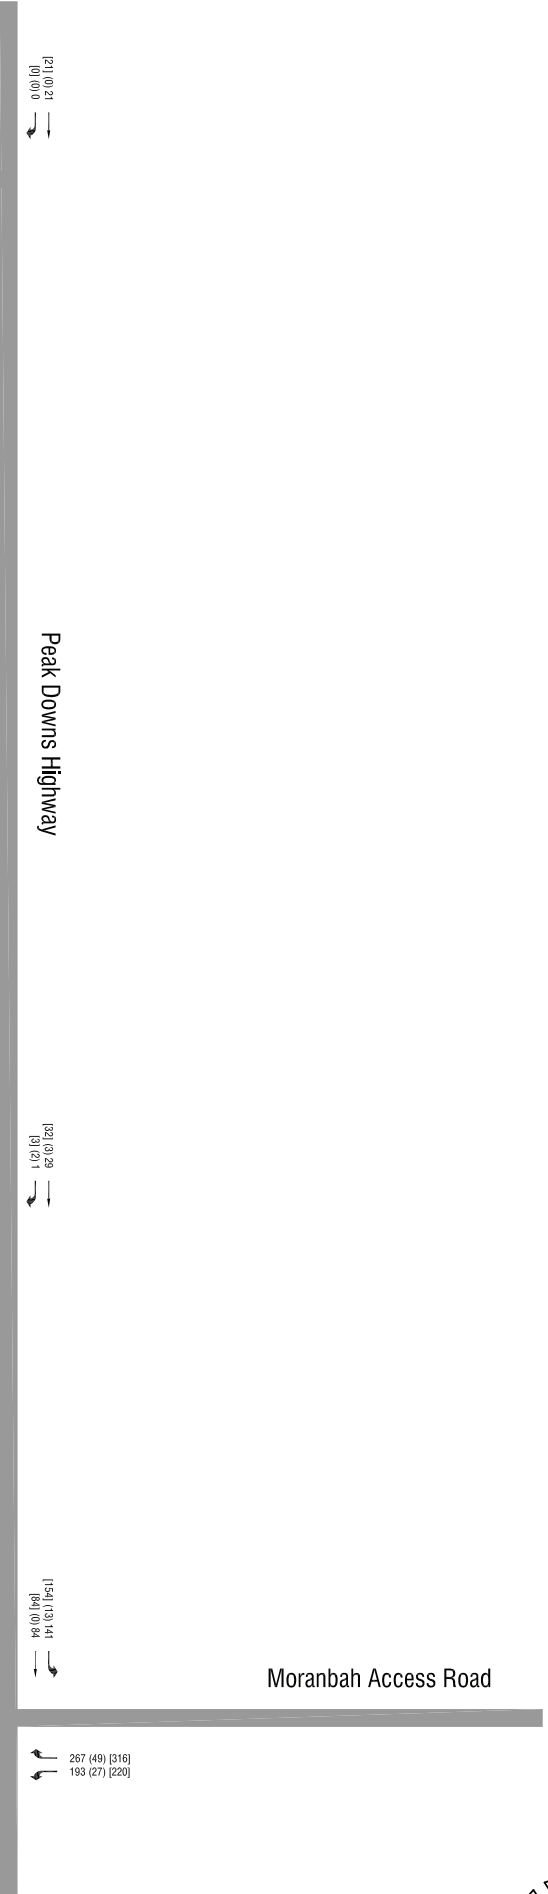 [21] (0) 21
[0] (0) 0
Peak Downs Highway
[32] (3) 29
[3] (2) 1
[154] (13) 141
[84] (0) 84
Moranbah Access Road
267 (49) [316]
193 (27) [220]